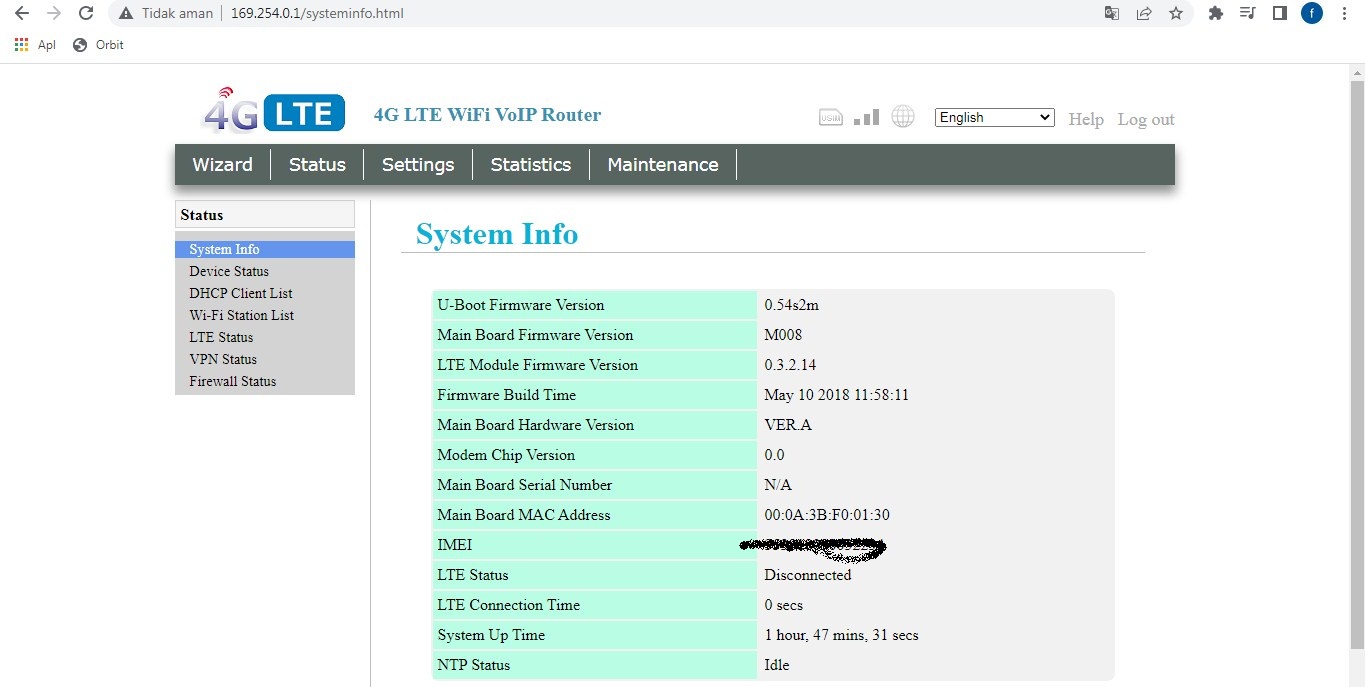 Tidak aman 169.254.0.1/systeminfo.html f
Apl Orbit
4G LTE 4G LTE WiFi VoIP Router USIM English Help Log out
Wizard Status Settings Statistics Maintenance
Status
System Info
Device Status
DHCP Client List
Wi-Fi Station List
LTE Status
VPN Status
Firewall Status
System Info
U-Boot Firmware Version 0.54s2m
Main Board Firmware Version M008
LTE Module Firmware Version 0.3.2.14
Firmware Build Time May 10 2018 11:58:11
Main Board Hardware Version VER.A
Modem Chip Version 0.0
Main Board Serial Number N/A
Main Board MAC Address 00:0A:3B:F0:01:30
IMEI
LTE Status Disconnected
LTE Connection Time 0 secs
System Up Time 1 hour, 47 mins, 31 secs
NTP Status Idle